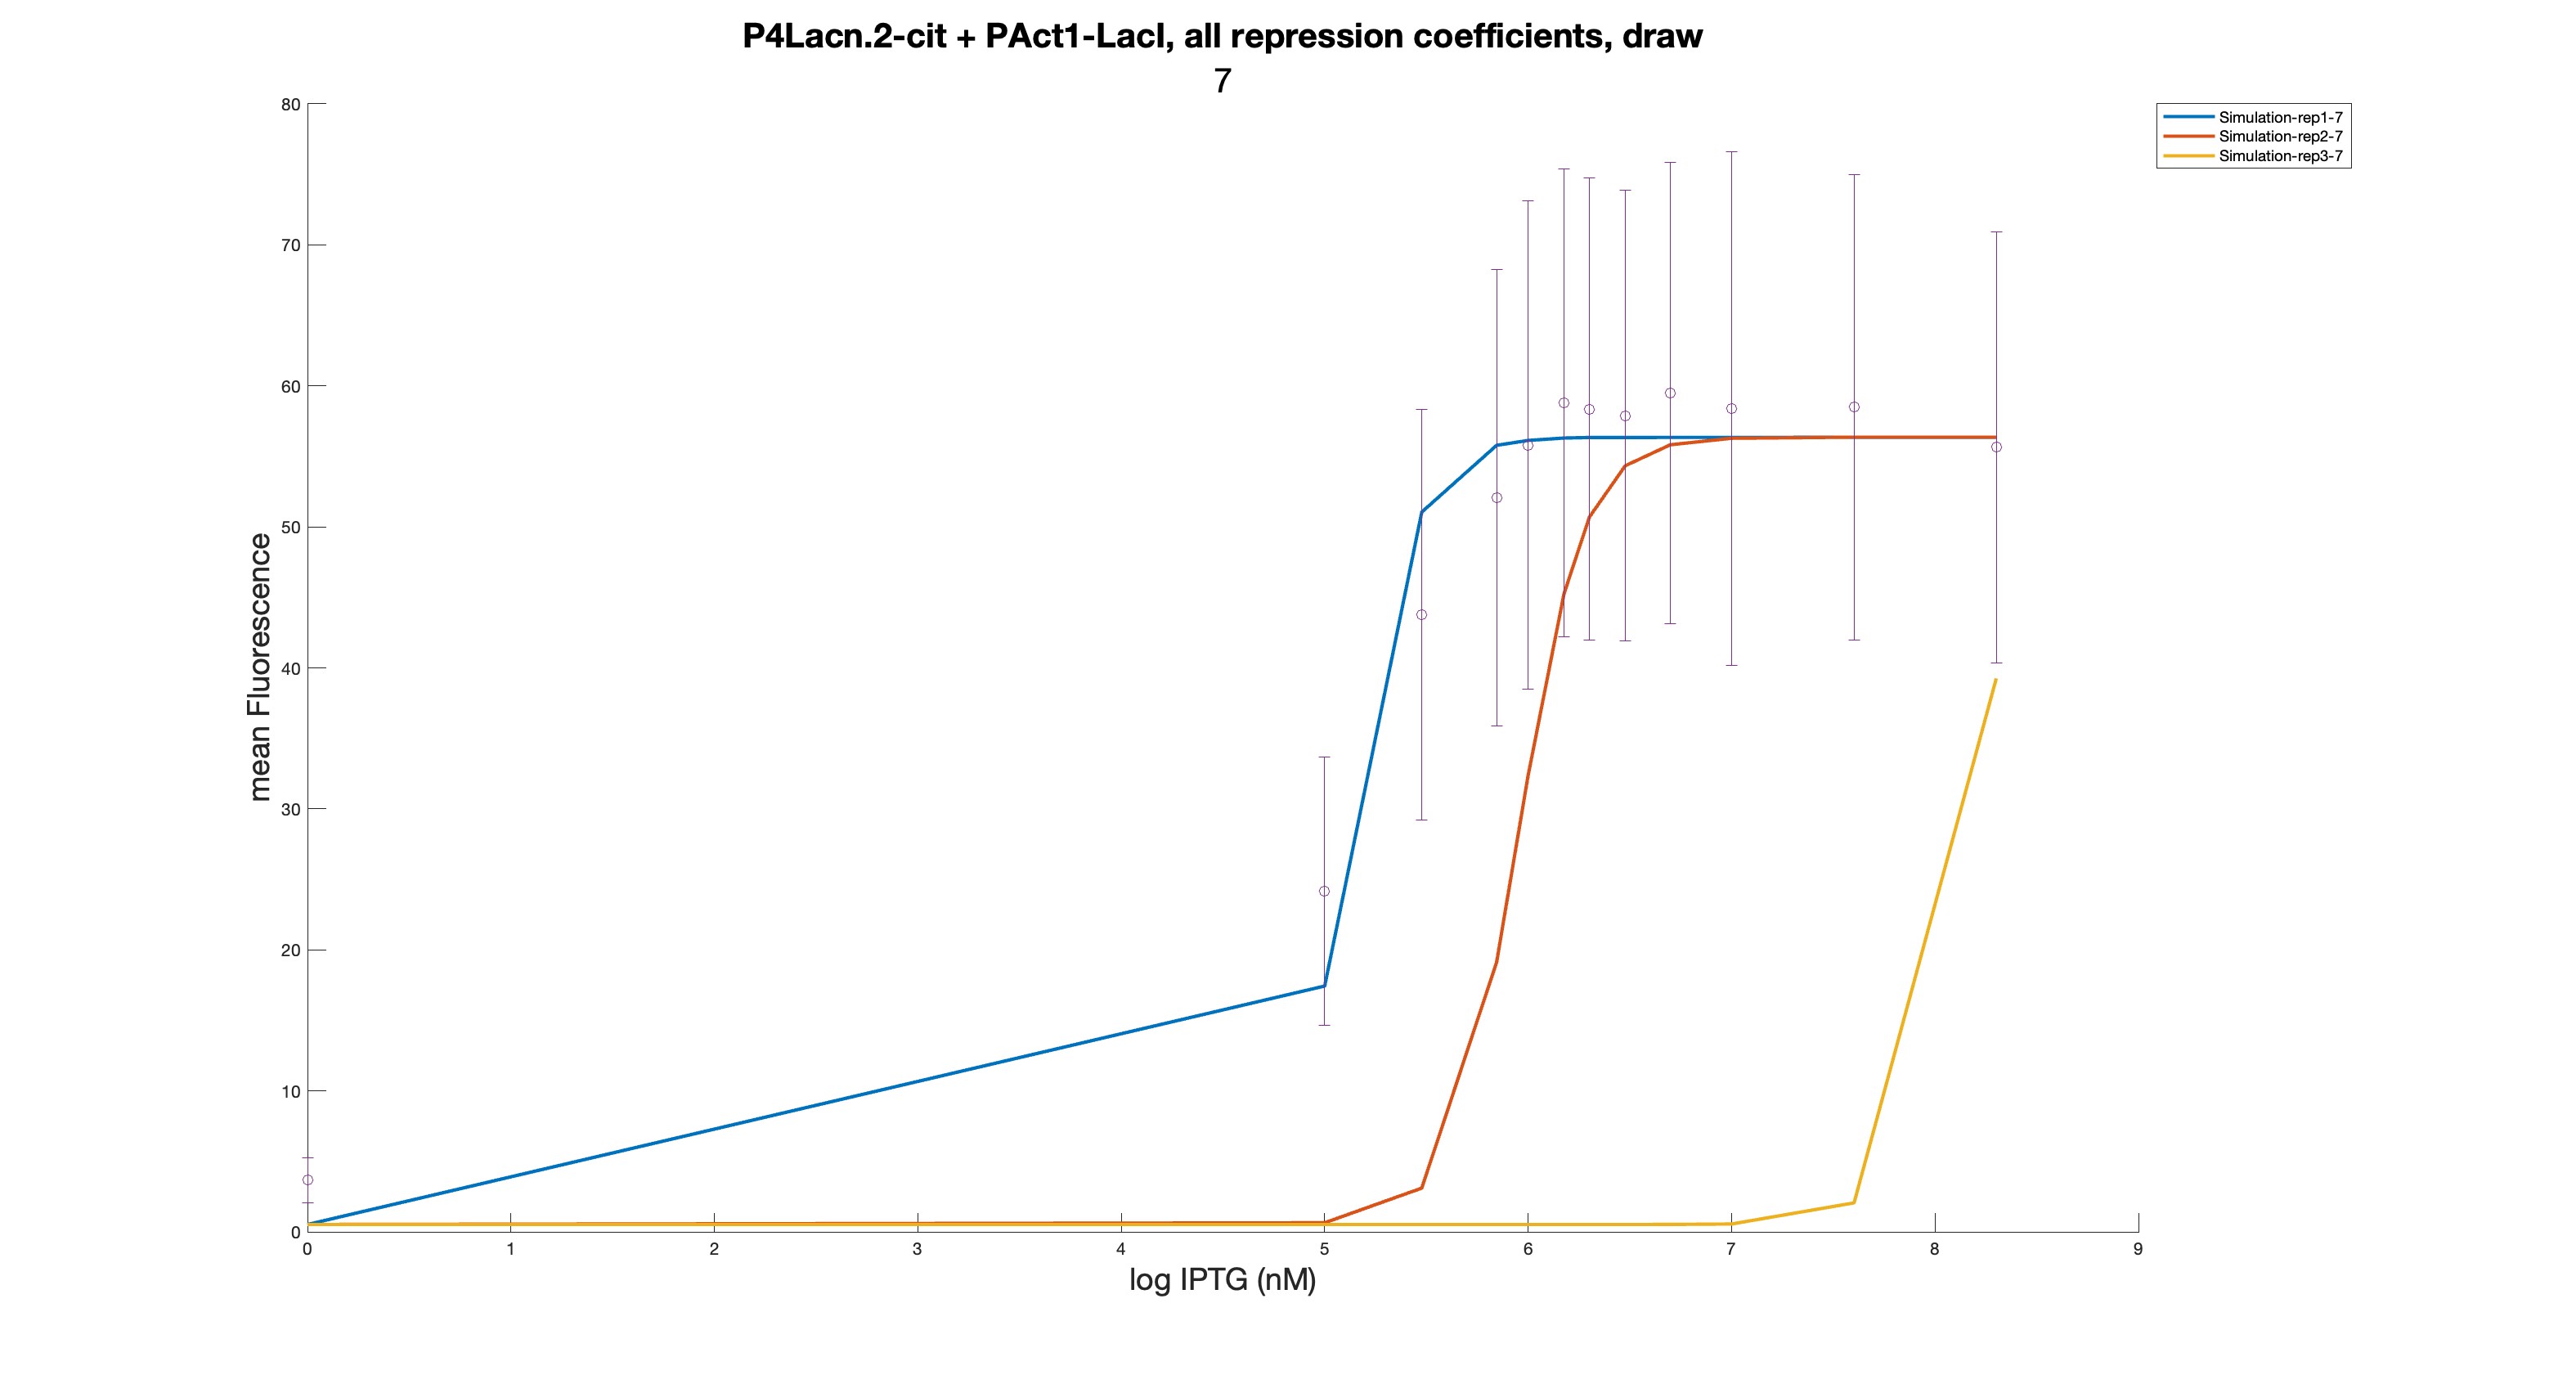 P4Lacn.2-cit + PAct1-LacI, all repression coefficients, draw
7
80
70
60
50
40
30
20
10
0
mean Fluorescence
0 1 2 3 4 5 6 7 8 9
log IPTG (nM)
Simulation-rep1-7
Simulation-rep2-7
Simulation-rep3-7